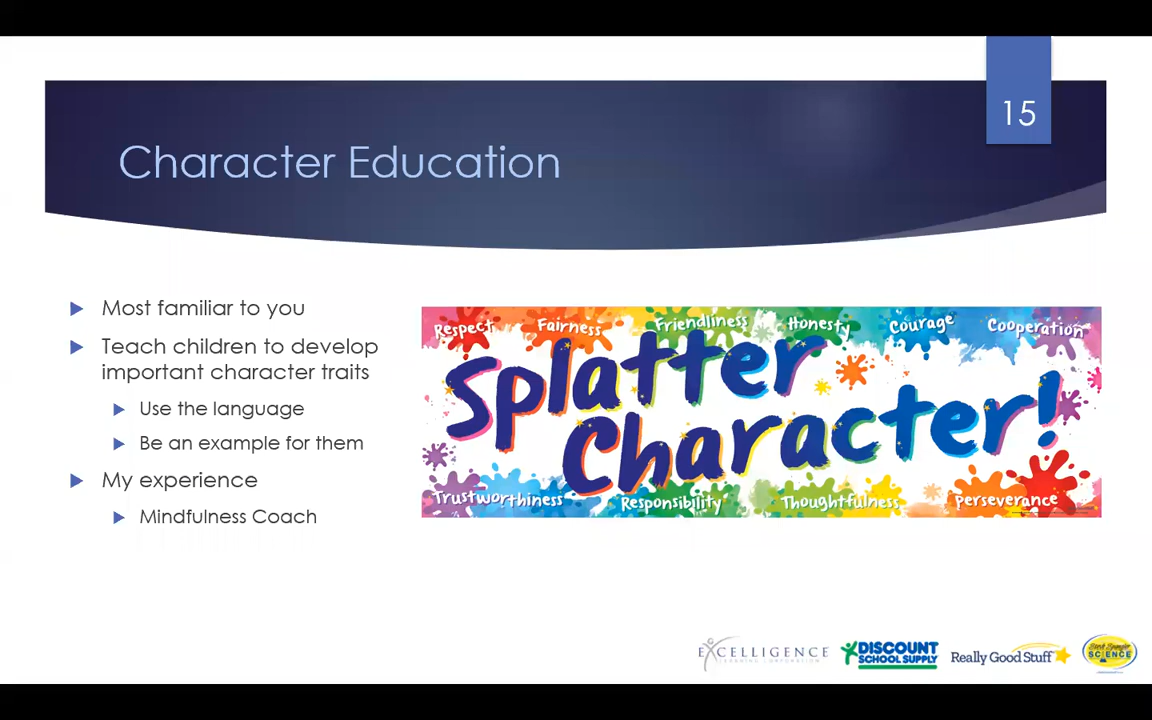 15
Character Education
Most familiar to you
Teach children to develop
important character traits
Use the language
Be an example for them
My experience
Mindfulness Coach
Respect Fairness Friendliness Honesty Courage Cooperation
Splatter
Character!
Trustworthiness Responsibility Thoughtfulness Perseverance
EXCELLIGENCE
LEARNING CORPORATION
DISCOUNT
SCHOOL SUPPLY
Really Good Stuff
SCIENCE